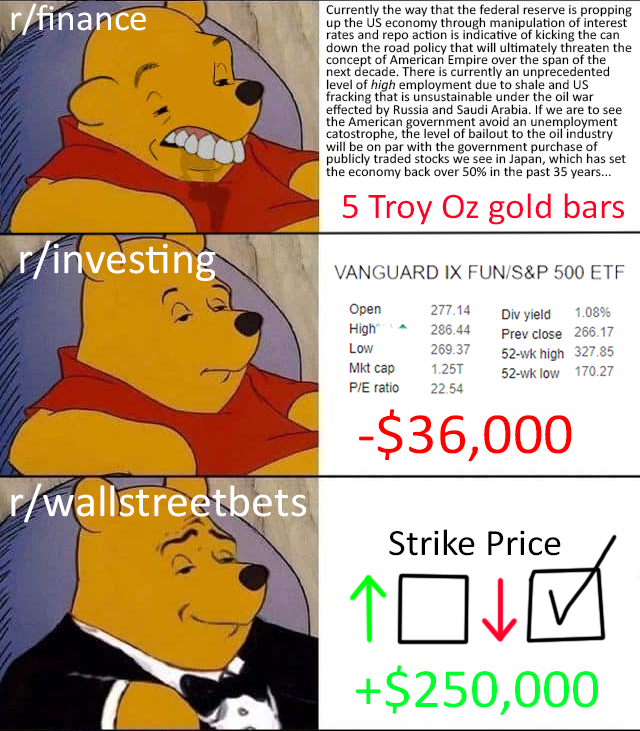 r/finance
Currently the way that the federal reserve is propping
up the US economy through manipulation of interest
rates and repo action is indicative of kicking the can
down the road policy that will ultimately threaten the
concept of American Empire over the span of the
next decade. There is currently an unprecedented
level of high employment due to shale and US
fracking that is unsustainable under the oil war
effected by Russia and Saudi Arabia. If we are to see
the American government avoid an unemployment
catostrophe, the level of bailout to the oil industry
will be on par with the government purchase of
publicly traded stocks we see in Japan, which has set
the economy back over 50% in the past 35 years...
5 Troy Oz gold bars
r/investing
VANGUARD IX FUN/S&P 500 ETF
Open 277.14 Div yield 1.08%
High 286.44 Prev close 266.17
Low 269.37 52-wk high 327.85
Mkt cap 1.25T 52-wk low 170.27
P/E ratio 22.54
-$36,000
r/wallstreetbets
Strike Price
+$250,000